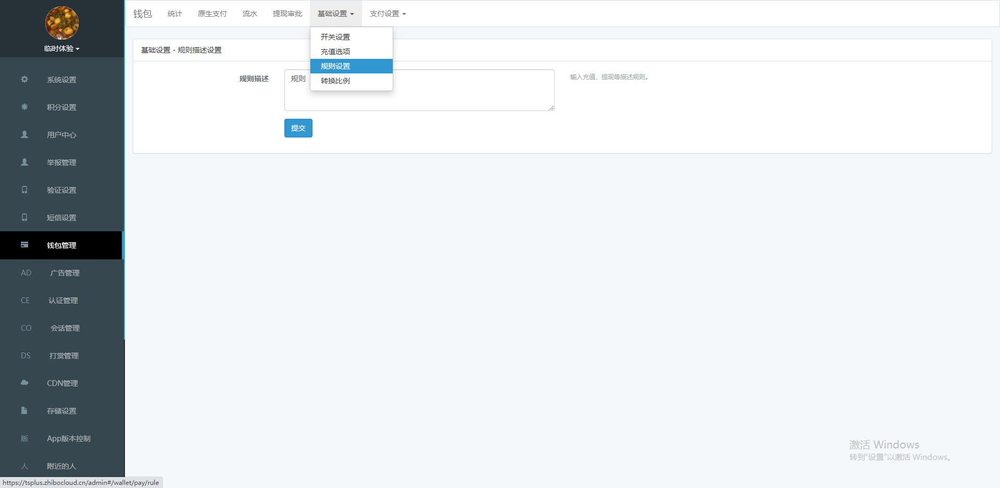 临时体验
系统设置
积分设置
用户中心
举报管理
验证设置
短信设置
钱包管理
AD 广告管理
CE 认证管理
CO 会话管理
DS 打赏管理
CDN管理
存储设置
版 App版本控制
人 附近的人
https://tsplus.zhibocloud.cn/admin#/wallet/pay/rule
钱包 统计 原生支付 流水 提现审批 基础设置 支付设置
开关设置
充值选项
规则设置
转换比例
基础设置 - 规则描述设置
规则描述 规则 输入充值、提现等描述规则。
提交
激活 Windows
转到“设置”以激活 Windows。